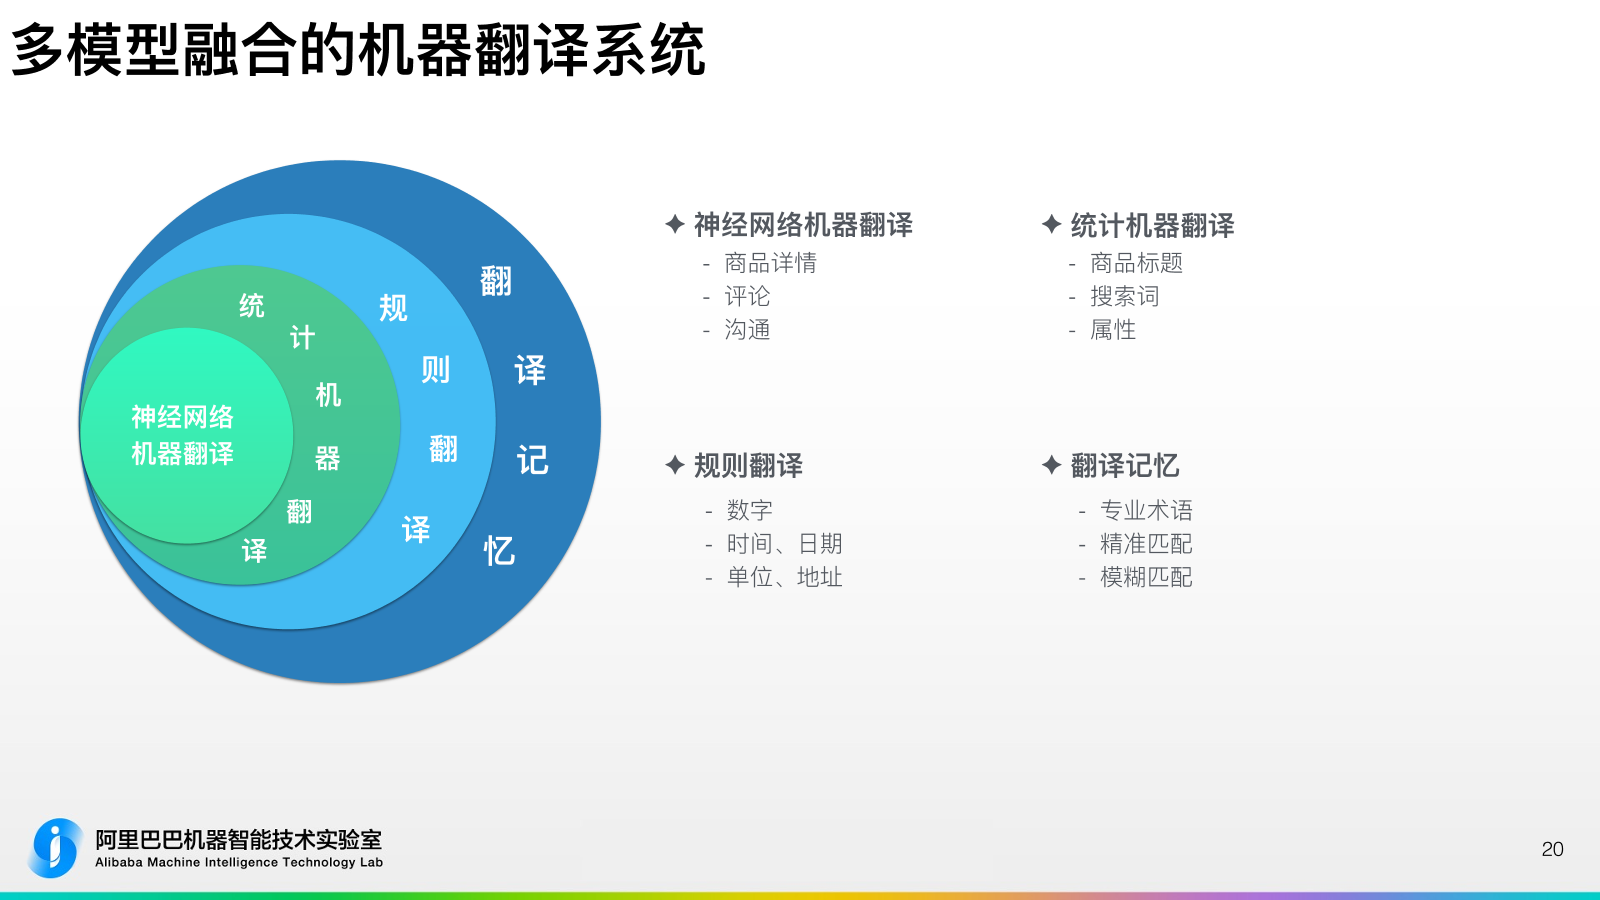 多模型融合的机器翻译系统
神经网络
机器翻译
统计机器翻译
规则翻译
翻译记忆
✦ 神经网络机器翻译
- 商品详情
- 评论
- 沟通
✦ 统计机器翻译
- 商品标题
- 搜索词
- 属性
✦ 规则翻译
- 数字
- 时间、日期
- 单位、地址
✦ 翻译记忆
- 专业术语
- 精准匹配
- 模糊匹配
阿里巴巴机器智能技术实验室
Alibaba Machine Intelligence Technology Lab
20